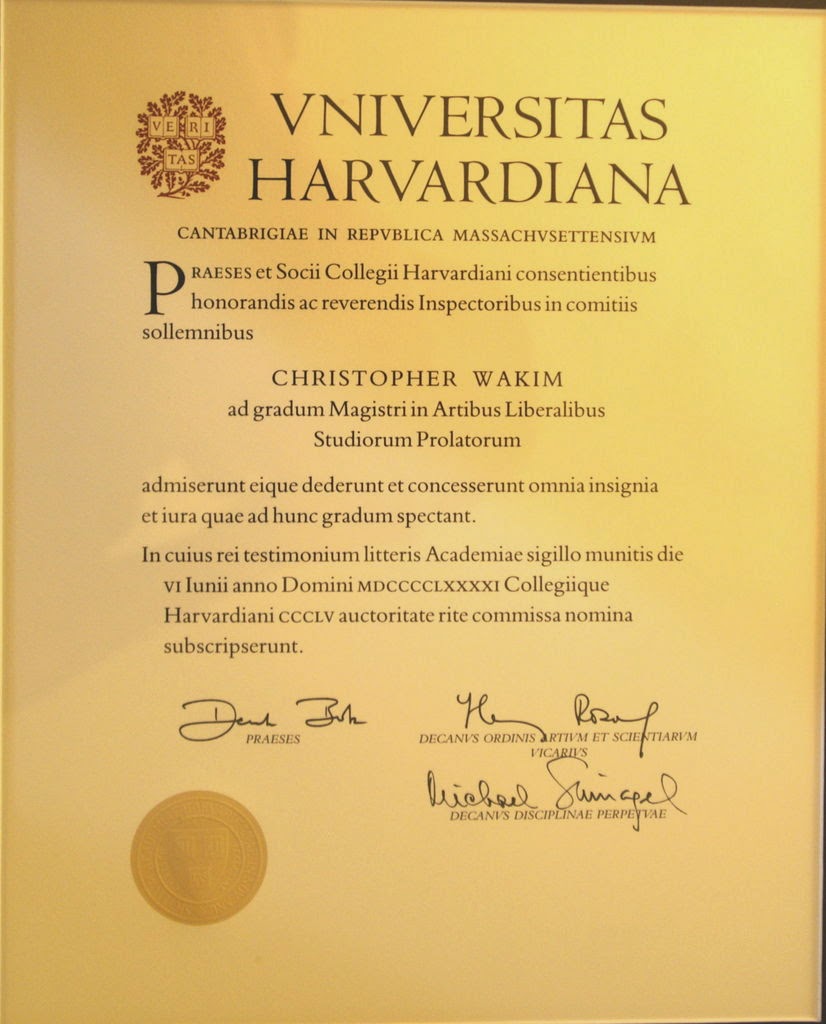 VE RI
TAS
VNIVERSITAS
HARVARDIANA
CANTABRIGIAE IN REPVBLICA MASSACHVSETTENSIVM
PRAESES et Socii Collegii Harvardiani consentientibus
honorandis ac reverendis Inspectoribus in comitiis
sollemnibus
CHRISTOPHER WAKIM
ad gradum Magistri in Artibus Liberalibus
Studiorum Prolatorum
admiserunt eique dederunt et concesserunt omnia insignia
et iura quae ad hunc gradum spectant.
In cuius rei testimonium litteris Academiae sigillo munitis die
VI Iunii anno Domini MDCCCCLXXXXI Collegiique
Harvardiani CCCLV auctoritate rite commissa nomina
subscripserunt.
Derek Bok
PRAESES
Henry Rosovsky
DECANVS ORDINIS ARTIVM ET SCIENTIARVM
VICARIVS
Michael Shinagel
DECANVS DISCIPLINAE PERPETVAE